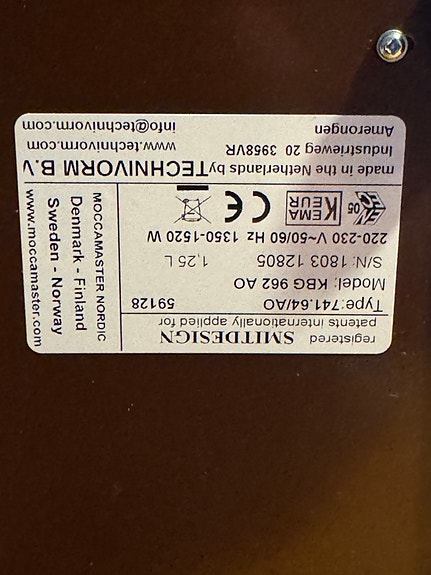 registered SMITDESIGN
patents internationally applied for
Type:741.64/AO 59128
Model: KBG 962 AO
S/N: 1803 12805 1,25 L
220-230 V~50/60 Hz 1350-1520 W
KEMA
KEUR
05
CE
made in the Netherlands by TECHNIVORM B.V
Industrieweg 20 3958VR
Amerongen
www.technivorm.com
info@technivorm.com
MOCCAMASTER NORDIC
Denmark - Finland
Sweden - Norway
www.moccamaster.com